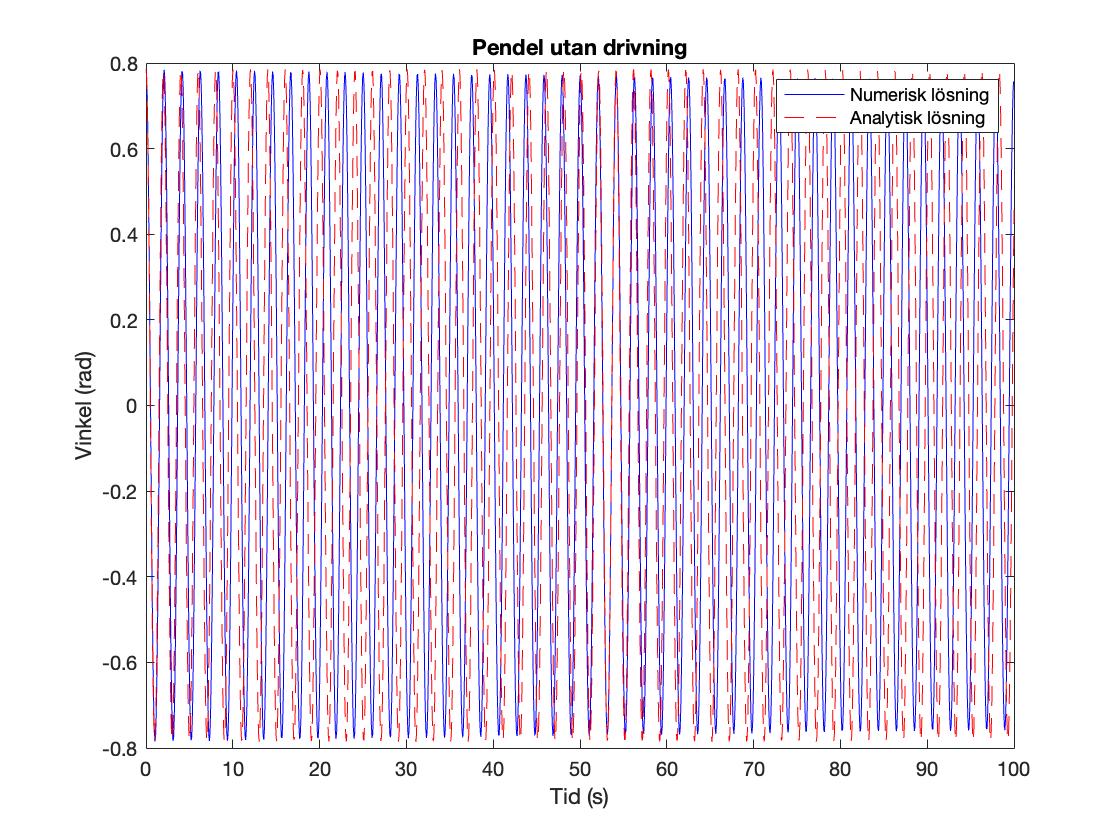 Pendel utan drivning
0.8
0.6
0.4
0.2
0
-0.2
-0.4
-0.6
-0.8
Vinkel (rad)
Numerisk lösning
Analytisk lösning
0 10 20 30 40 50 60 70 80 90 100
Tid (s)